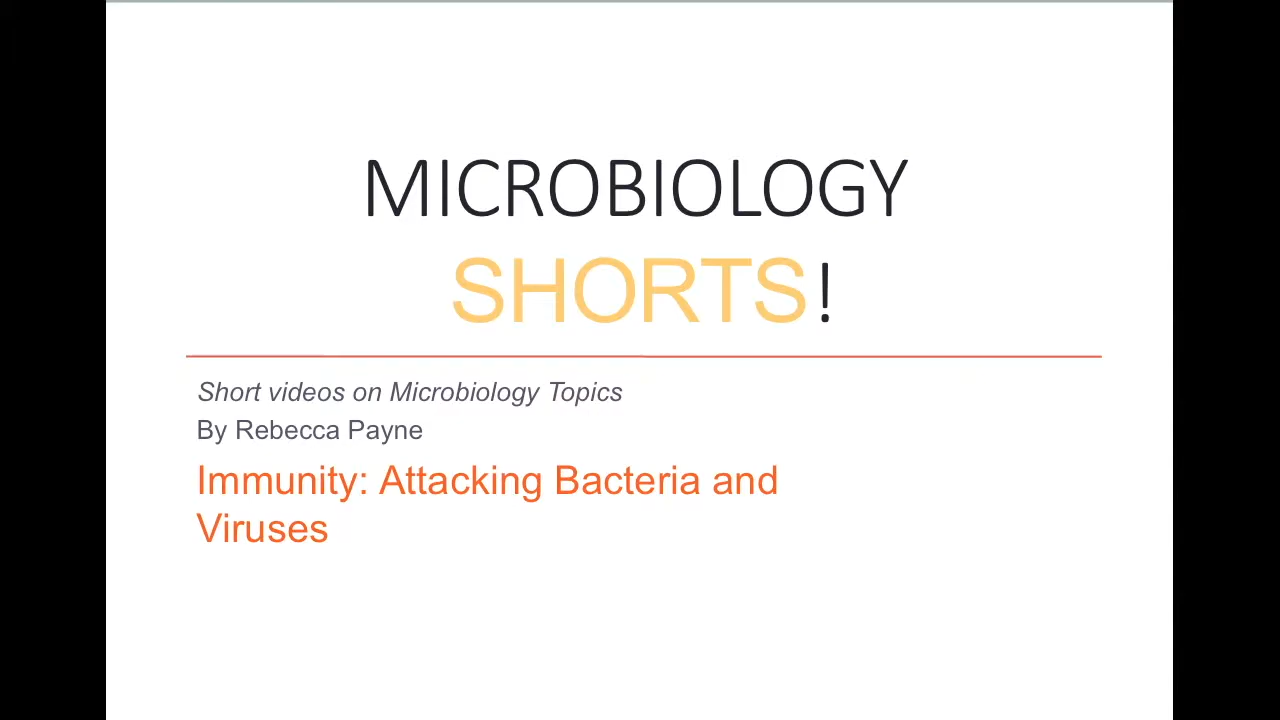 MICROBIOLOGY
SHORTS!
Short videos on Microbiology Topics
By Rebecca Payne
Immunity: Attacking Bacteria and
Viruses